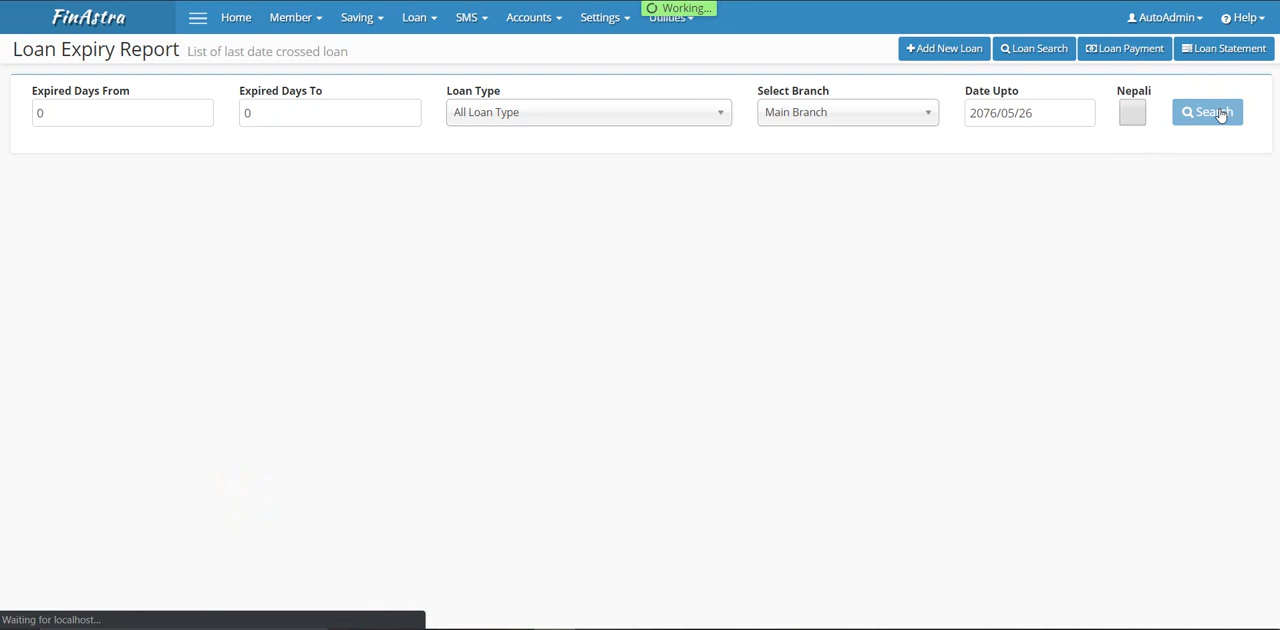 FinAstra Home Member Saving Loan SMS Accounts Settings Utilities Working... AutoAdmin Help
Loan Expiry Report List of last date crossed loan Add New Loan Loan Search Loan Payment Loan Statement
Expired Days From Expired Days To Loan Type Select Branch Date Upto Nepali
0 0 All Loan Type Main Branch 2076/05/26 Search
Waiting for localhost...